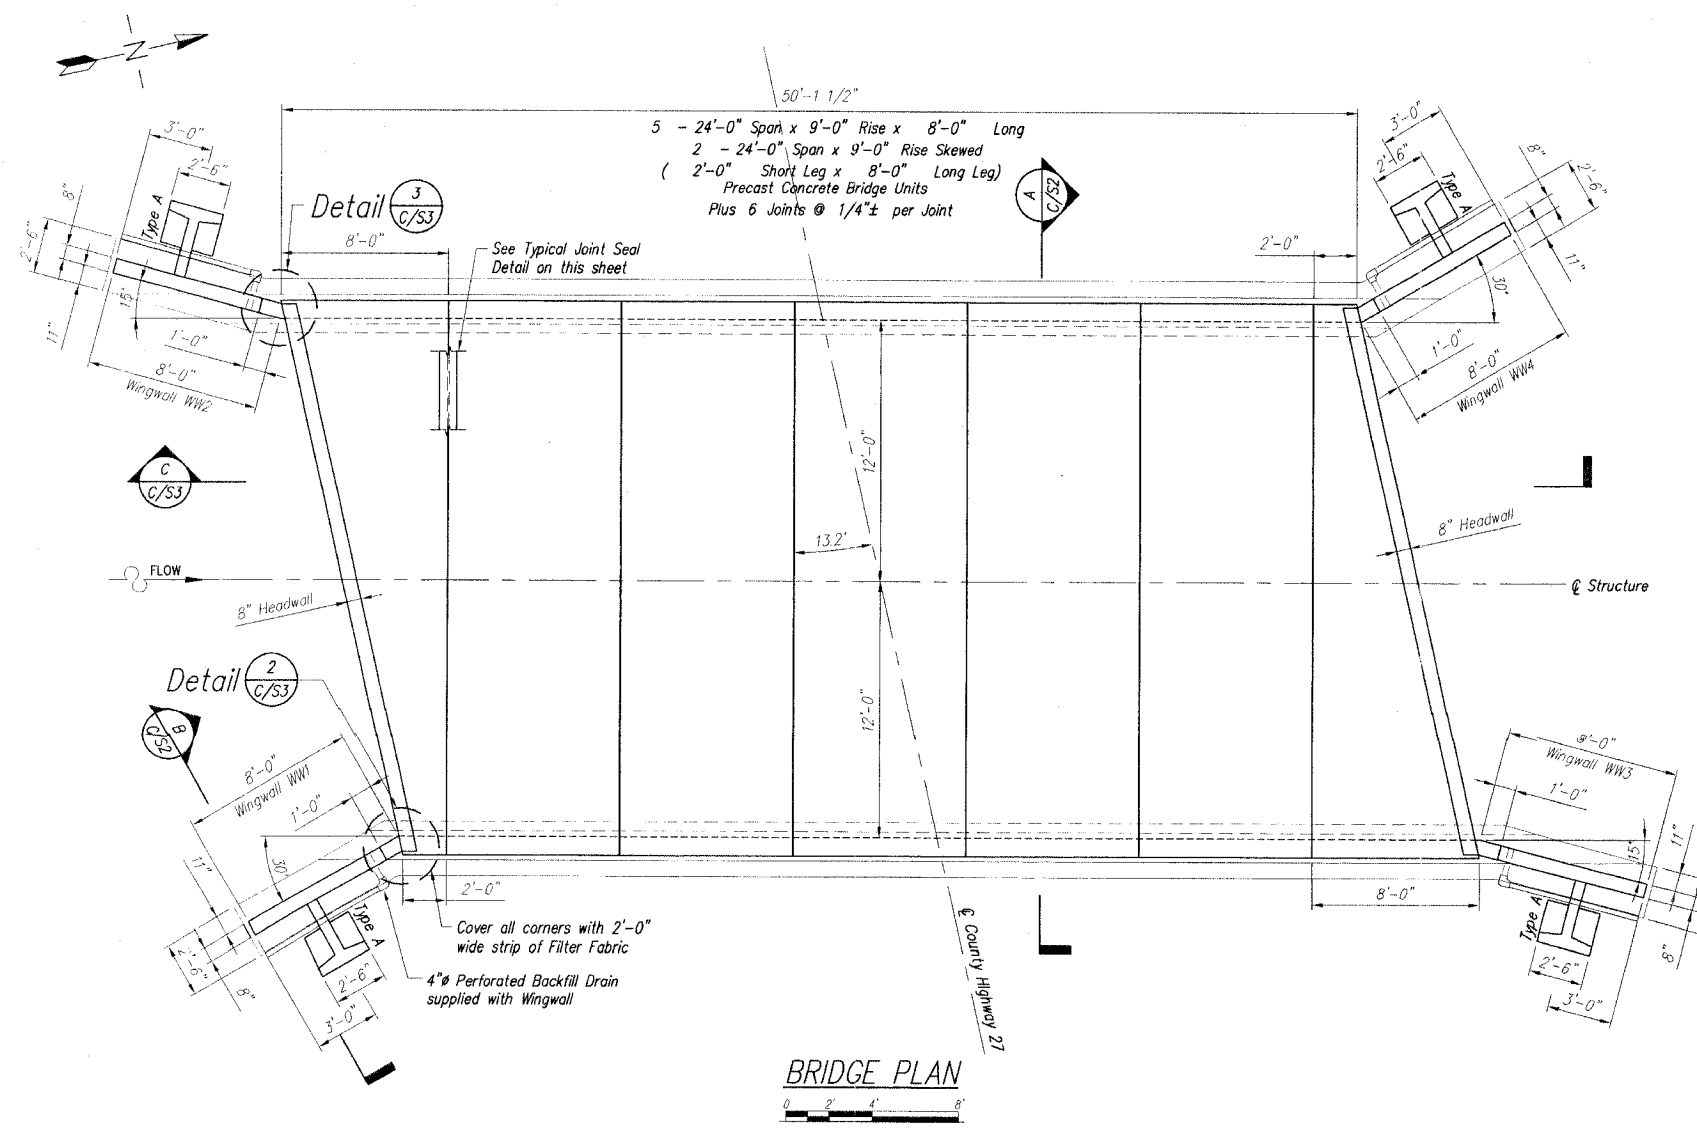 N
50'-1 1/2"
5 - 24'-0" Span x 9'-0" Rise x 8'-0" Long
2 - 24'-0" Span x 9'-0" Rise Skewed
( 2'-0" Short Leg x 8'-0" Long Leg)
Precast Concrete Bridge Units
Plus 6 Joints @ 1/4"± per Joint
A
C/S2
Detail 3
C/S3
8'-0"
See Typical Joint Seal
Detail on this sheet
2'-0"
3'-0"
2'-6"
Type A
8"
2'-6"
11"
15°
1'-0"
8'-0"
Wingwall WW2
3'-0"
2'-6"
Type A
8"
2'-6"
11"
30°
1'-0"
8'-0"
Wingwall WW4
C
C/S3
12'-0"
13.2'
8" Headwall
FLOW
℄ Structure
8" Headwall
Detail 2
C/S3
B
C/S2
12'-0"
8'-0"
Wingwall WW1
1'-0"
11"
30°
2'-6"
8"
Type A
2'-6"
3'-0"
2'-0"
Cover all corners with 2'-0"
wide strip of Filter Fabric
4"ø Perforated Backfill Drain
supplied with Wingwall
℄ County Highway 27
8'-0"
8'-0"
Wingwall WW3
1'-0"
15°
11"
8"
Type A
2'-6"
3'-0"
BRIDGE PLAN
0 2' 4' 8'